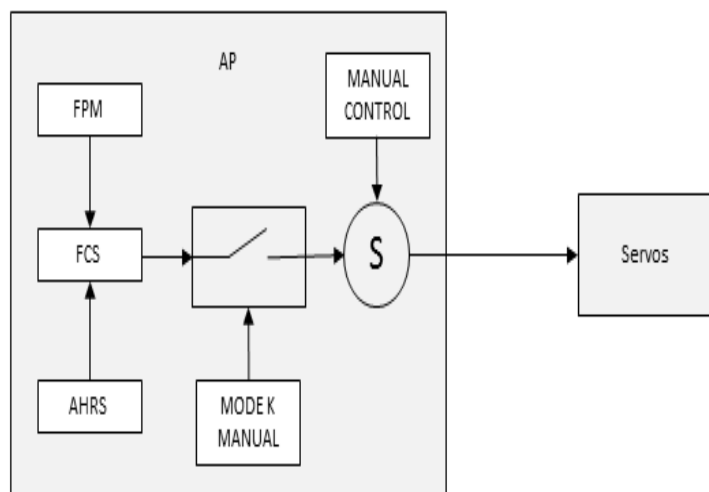 AP
FPM
MANUAL
CONTROL
FCS
S
Servos
AHRS
MODE K
MANUAL